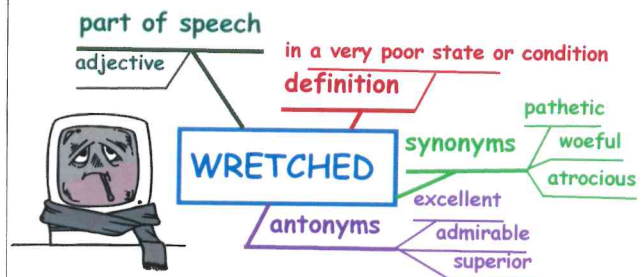 part of speech
adjective
in a very poor state or condition
definition
WRETCHED
synonyms
pathetic
woeful
atrocious
antonyms
excellent
admirable
superior